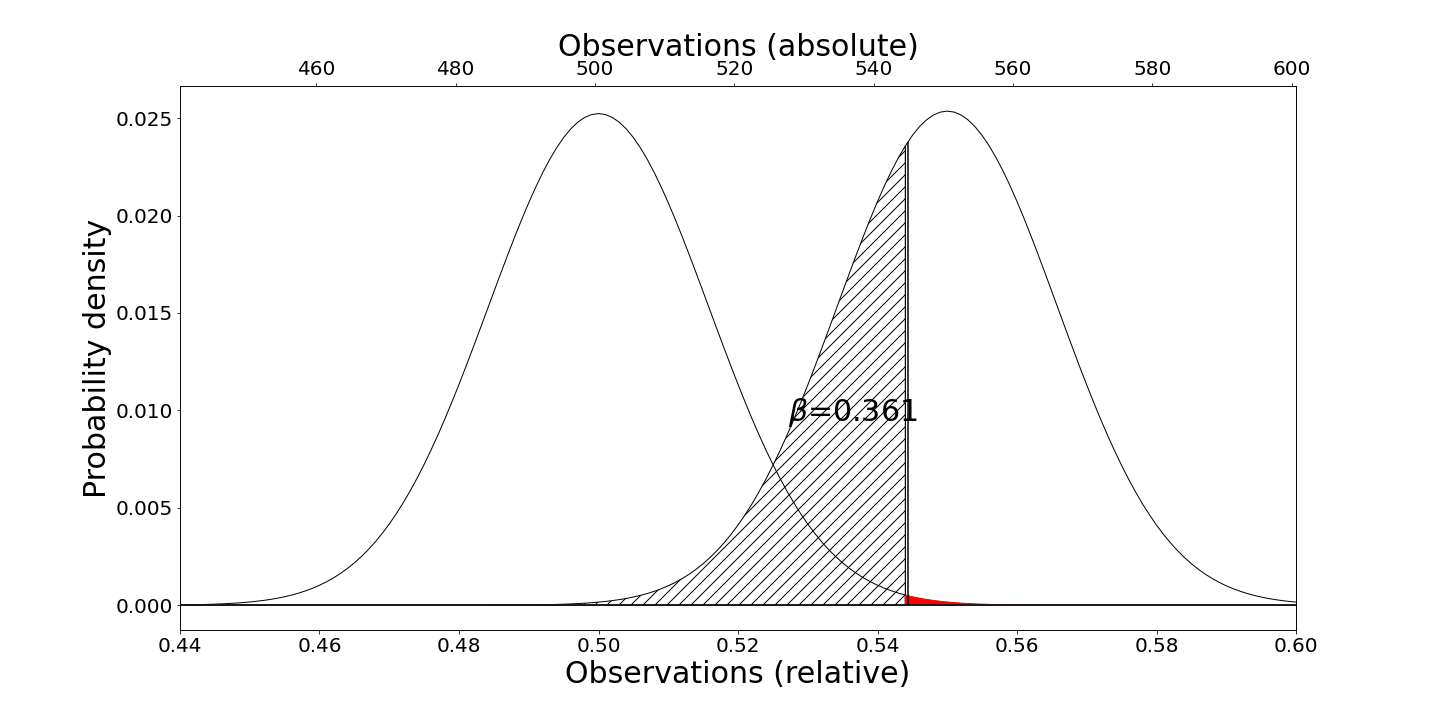 Observations (absolute)
460 480 500 520 540 560 580 600
0.025
0.020
0.015
0.010
0.005
0.000
Probability density
β=0.361
0.44 0.46 0.48 0.50 0.52 0.54 0.56 0.58 0.60
Observations (relative)